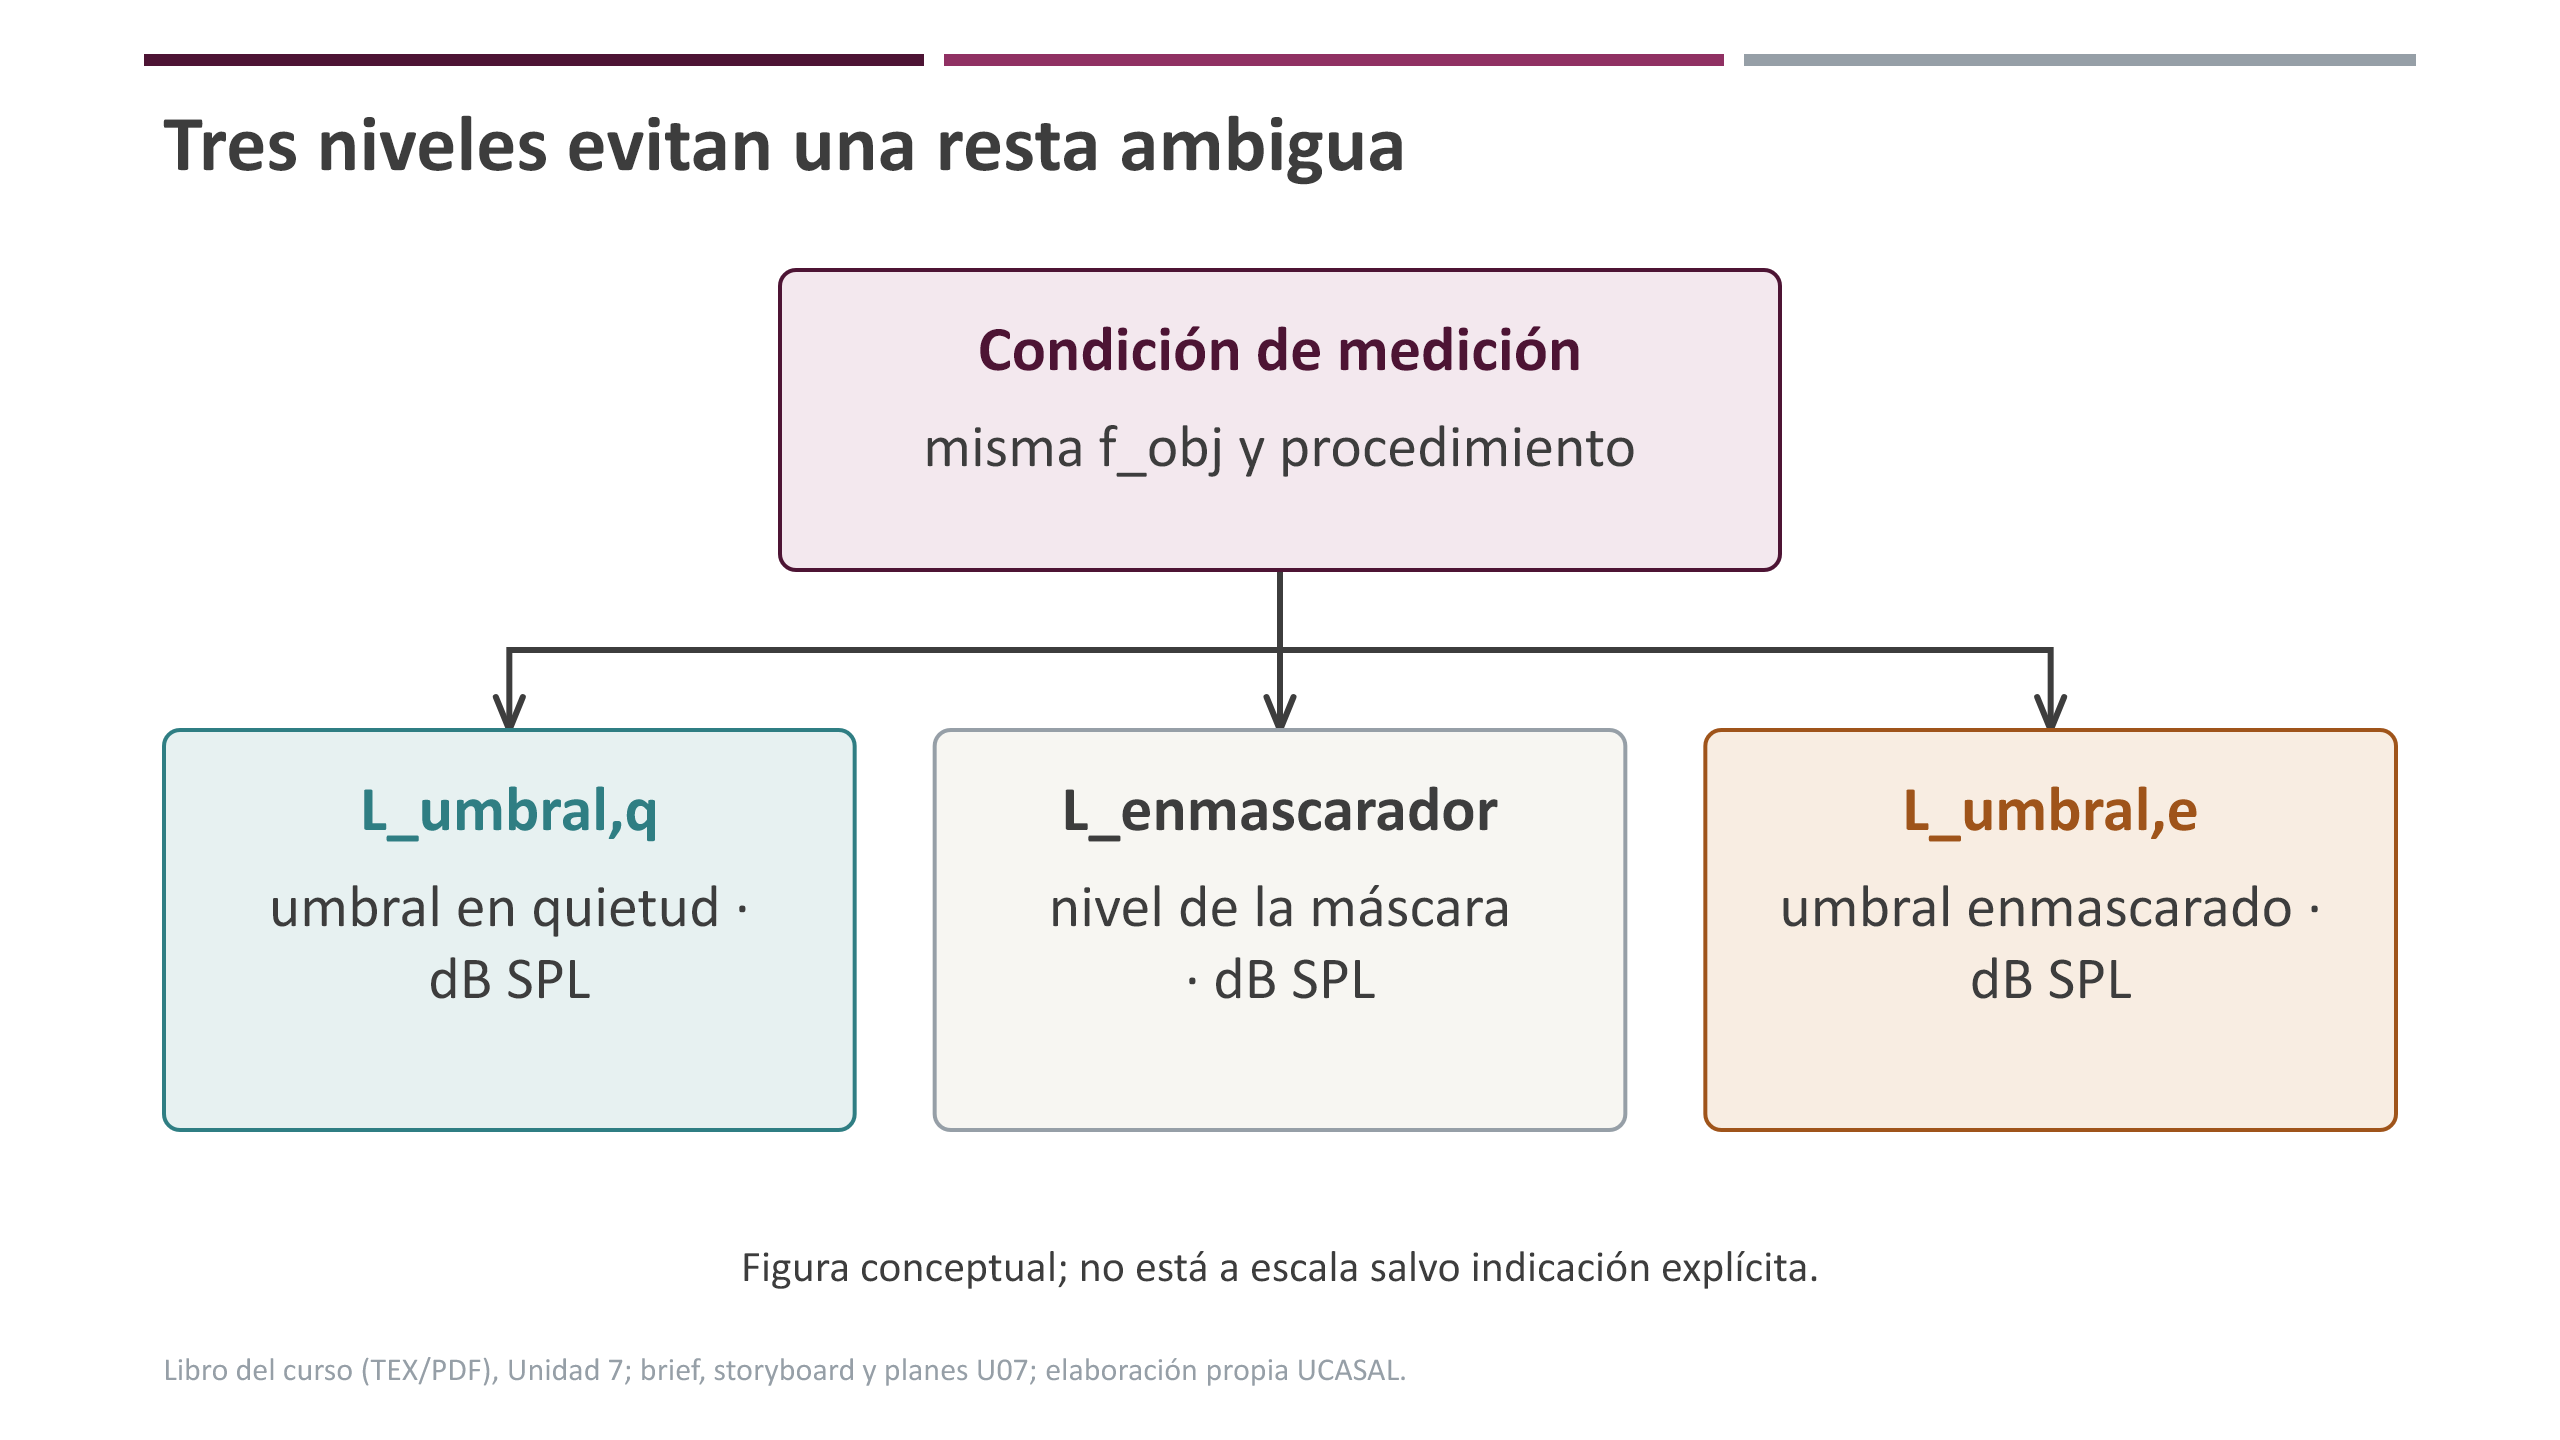 Tres niveles evitan una resta ambigua
Condición de medición
misma f_obj y procedimiento
L_umbral,q
umbral en quietud ·
dB SPL
L_enmascarador
nivel de la máscara
· dB SPL
L_umbral,e
umbral enmascarado ·
dB SPL
Figura conceptual; no está a escala salvo indicación explícita.
Libro del curso (TEX/PDF), Unidad 7; brief, storyboard y planes U07; elaboración propia UCASAL.